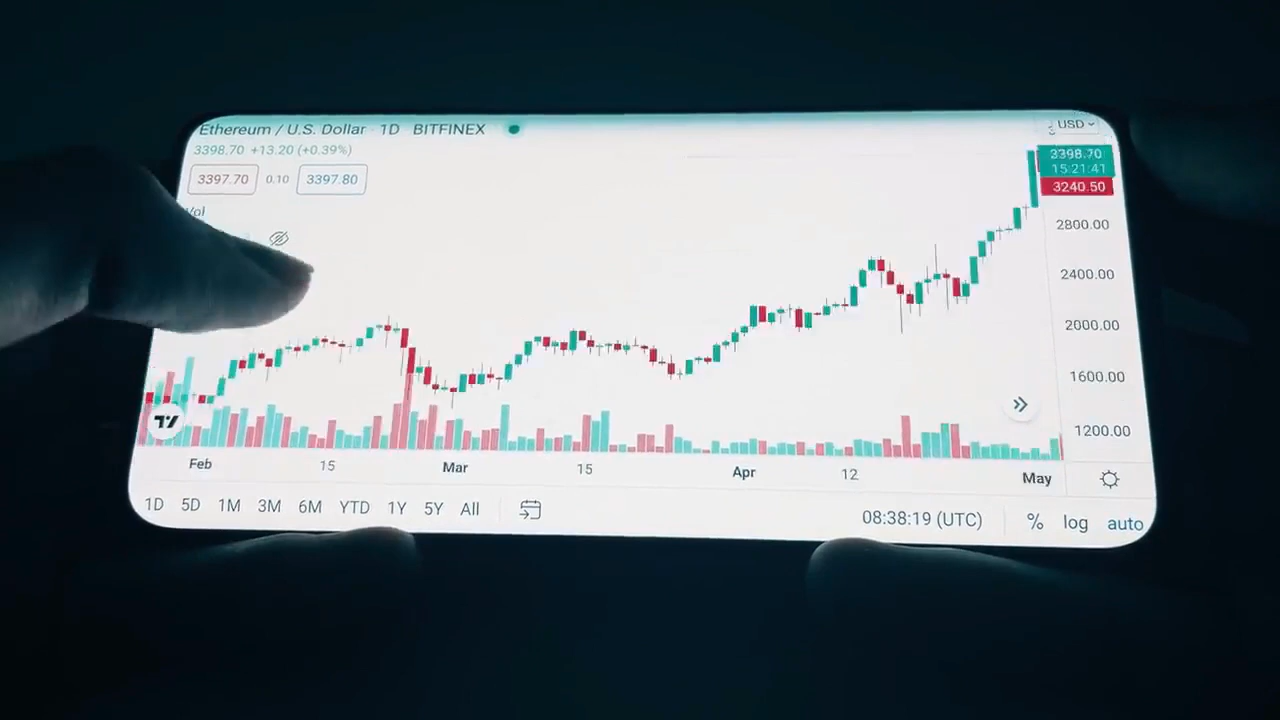 Ethereum / U.S. Dollar · 1D · BITFINEX
USD
3398.70 +13.20 (+0.39%)
3398.70
15:21:41
3397.70 0.10 3397.80
3240.50
Vol
2800.00
2400.00
2000.00
1600.00
1200.00
Feb 15 Mar 15 Apr 12 May
1D 5D 1M 3M 6M YTD 1Y 5Y All
08:38:19 (UTC) % log auto